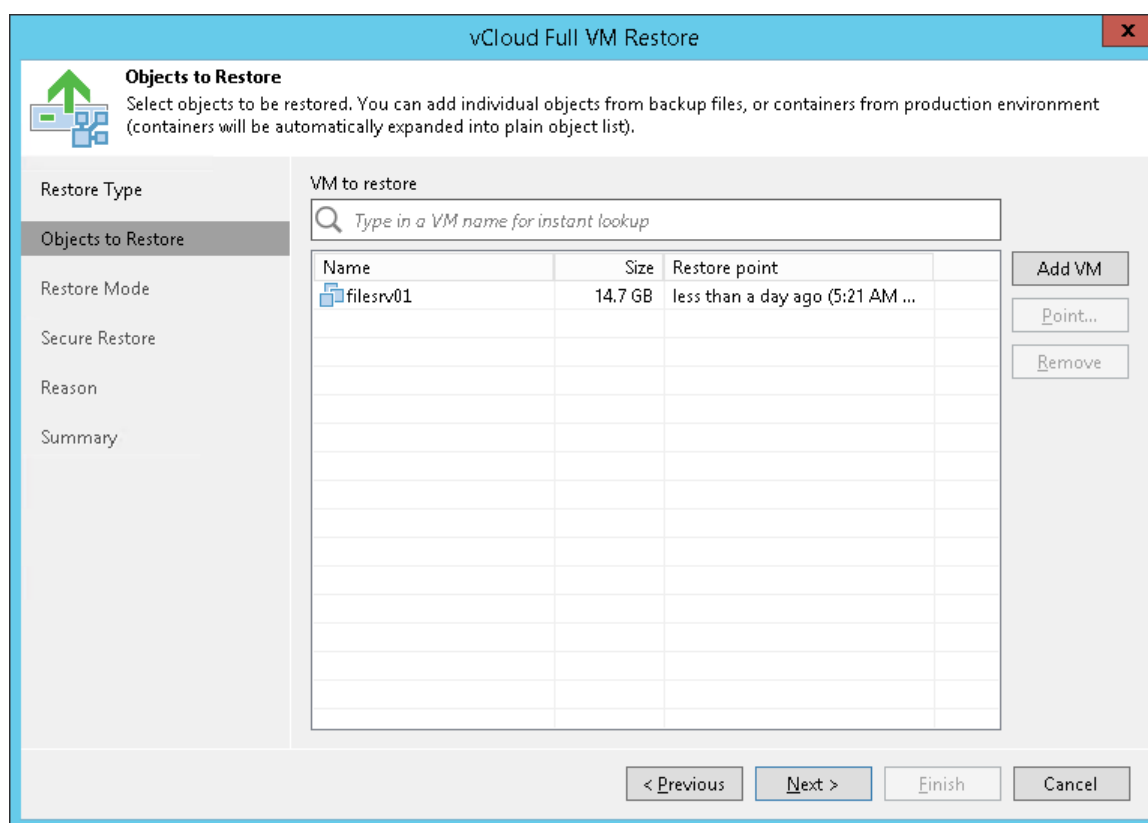 vCloud Full VM Restore
x
Objects to Restore
Select objects to be restored. You can add individual objects from backup files, or containers from production environment
(containers will be automatically expanded into plain object list).
Restore Type
Objects to Restore
Restore Mode
Secure Restore
Reason
Summary
VM to restore
Type in a VM name for instant lookup
Name Size Restore point
filesrv01 14.7 GB less than a day ago (5:21 AM ...
Add VM
Point...
Remove
< Previous Next > Finish Cancel